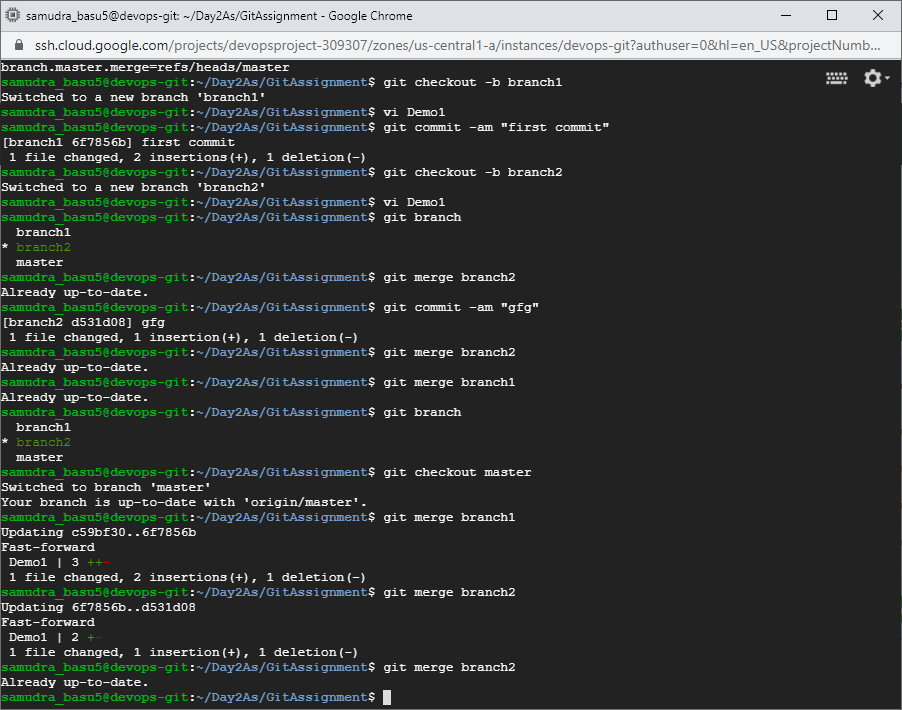 samudra_basu5@devops-git: ~/Day2As/GitAssignment - Google Chrome
ssh.cloud.google.com/projects/devopsproject-309307/zones/us-central1-a/instances/devops-git?authuser=0&hl=en_US&projectNumb...
branch.master.merge=refs/heads/master
samudra_basu5@devops-git:~/Day2As/GitAssignment$ git checkout -b branch1
Switched to a new branch 'branch1'
samudra_basu5@devops-git:~/Day2As/GitAssignment$ vi Demo1
samudra_basu5@devops-git:~/Day2As/GitAssignment$ git commit -am "first commit"
[branch1 6f7856b] first commit
 1 file changed, 2 insertions(+), 1 deletion(-)
samudra_basu5@devops-git:~/Day2As/GitAssignment$ git checkout -b branch2
Switched to a new branch 'branch2'
samudra_basu5@devops-git:~/Day2As/GitAssignment$ vi Demo1
samudra_basu5@devops-git:~/Day2As/GitAssignment$ git branch
  branch1
* branch2
  master
samudra_basu5@devops-git:~/Day2As/GitAssignment$ git merge branch2
Already up-to-date.
samudra_basu5@devops-git:~/Day2As/GitAssignment$ git commit -am "gfg"
[branch2 d531d08] gfg
 1 file changed, 1 insertion(+), 1 deletion(-)
samudra_basu5@devops-git:~/Day2As/GitAssignment$ git merge branch2
Already up-to-date.
samudra_basu5@devops-git:~/Day2As/GitAssignment$ git merge branch1
Already up-to-date.
samudra_basu5@devops-git:~/Day2As/GitAssignment$ git branch
  branch1
* branch2
  master
samudra_basu5@devops-git:~/Day2As/GitAssignment$ git checkout master
Switched to branch 'master'
Your branch is up-to-date with 'origin/master'.
samudra_basu5@devops-git:~/Day2As/GitAssignment$ git merge branch1
Updating c59bf30..6f7856b
Fast-forward
 Demo1 | 3 ++-
 1 file changed, 2 insertions(+), 1 deletion(-)
samudra_basu5@devops-git:~/Day2As/GitAssignment$ git merge branch2
Updating 6f7856b..d531d08
Fast-forward
 Demo1 | 2 +-
 1 file changed, 1 insertion(+), 1 deletion(-)
samudra_basu5@devops-git:~/Day2As/GitAssignment$ git merge branch2
Already up-to-date.
samudra_basu5@devops-git:~/Day2As/GitAssignment$